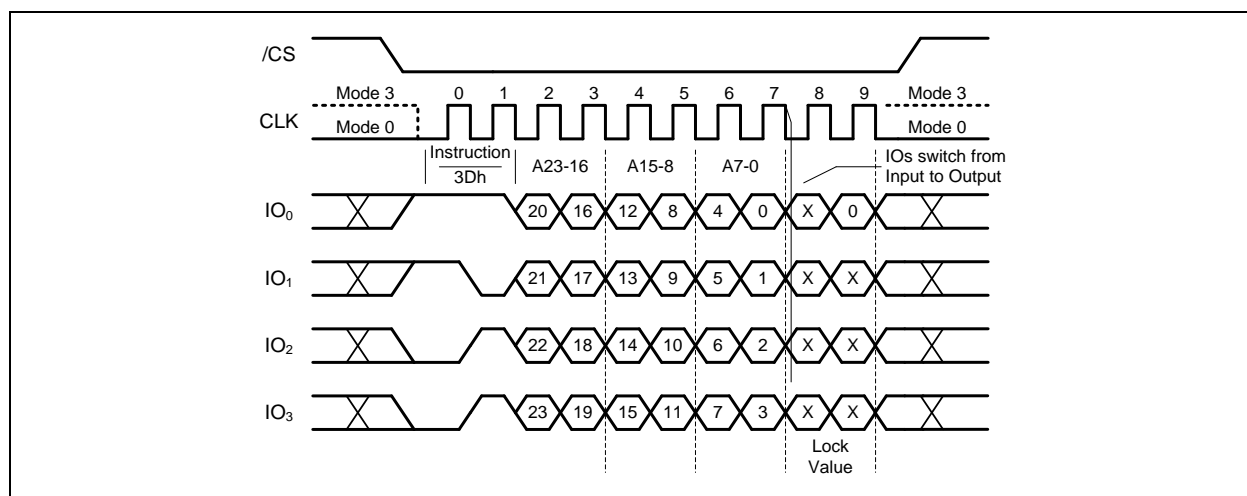 /CS
Mode 3 0 1 2 3 4 5 6 7 8 9 Mode 3
CLK Mode 0 Mode 0
Instruction A23-16 A15-8 A7-0 IOs switch from
3Dh Input to Output
IO0 20 16 12 8 4 0 X 0
IO1 21 17 13 9 5 1 X X
IO2 22 18 14 10 6 2 X X
IO3 23 19 15 11 7 3 X X
Lock
Value